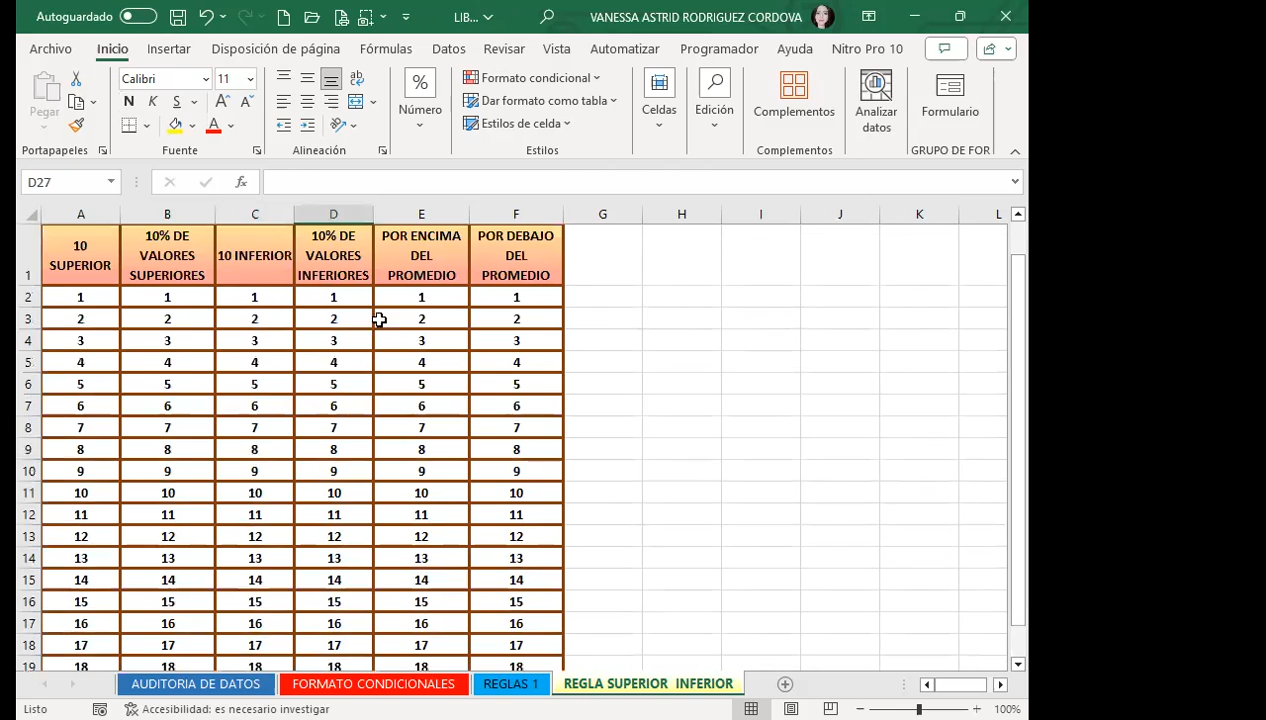 Autoguardado LIB... VANESSA ASTRID RODRIGUEZ CORDOVA
Archivo Inicio Insertar Disposición de página Fórmulas Datos Revisar Vista Automatizar Programador Ayuda Nitro Pro 10
Pegar
Calibri 11
N K S
Número
Formato condicional
Dar formato como tabla
Estilos de celda
Celdas
Edición
Complementos
Analizar datos
Formulario
Portapapeles Fuente Alineación Estilos Complementos GRUPO DE FOR
D27 fx
A B C D E F G H I J K L
1 10 SUPERIOR 10% DE VALORES SUPERIORES 10 INFERIOR 10% DE VALORES INFERIORES POR ENCIMA DEL PROMEDIO POR DEBAJO DEL PROMEDIO
2 1 1 1 1 1 1
3 2 2 2 2 2 2
4 3 3 3 3 3 3
5 4 4 4 4 4 4
6 5 5 5 5 5 5
7 6 6 6 6 6 6
8 7 7 7 7 7 7
9 8 8 8 8 8 8
10 9 9 9 9 9 9
11 10 10 10 10 10 10
12 11 11 11 11 11 11
13 12 12 12 12 12 12
14 13 13 13 13 13 13
15 14 14 14 14 14 14
16 15 15 15 15 15 15
17 16 16 16 16 16 16
18 17 17 17 17 17 17
19 18 18 18 18 18 18
AUDITORIA DE DATOS FORMATO CONDICIONALES REGLAS 1 REGLA SUPERIOR INFERIOR
Listo Accesibilidad: es necesario investigar 100%